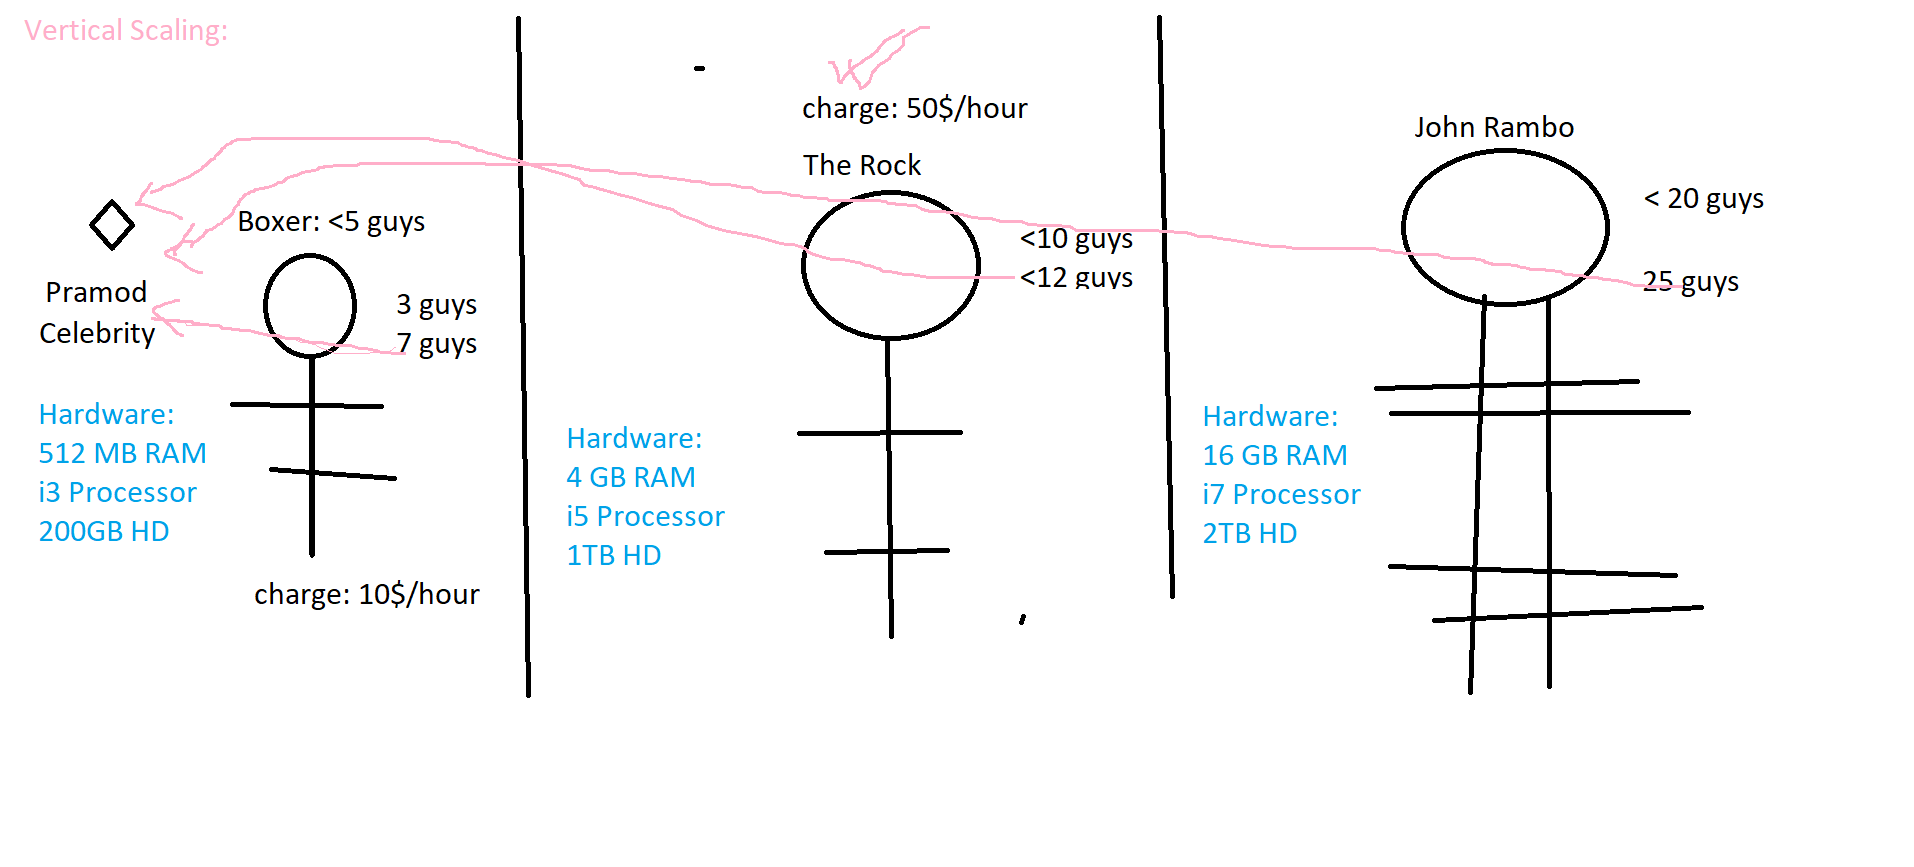 Vertical Scaling:
Boxer: <5 guys
Pramod
Celebrity
3 guys
7 guys
Hardware:
512 MB RAM
i3 Processor
200GB HD
charge: 10$/hour
charge: 50$/hour
The Rock
<10 guys
<12 guys
Hardware:
4 GB RAM
i5 Processor
1TB HD
John Rambo
< 20 guys
25 guys
Hardware:
16 GB RAM
i7 Processor
2TB HD